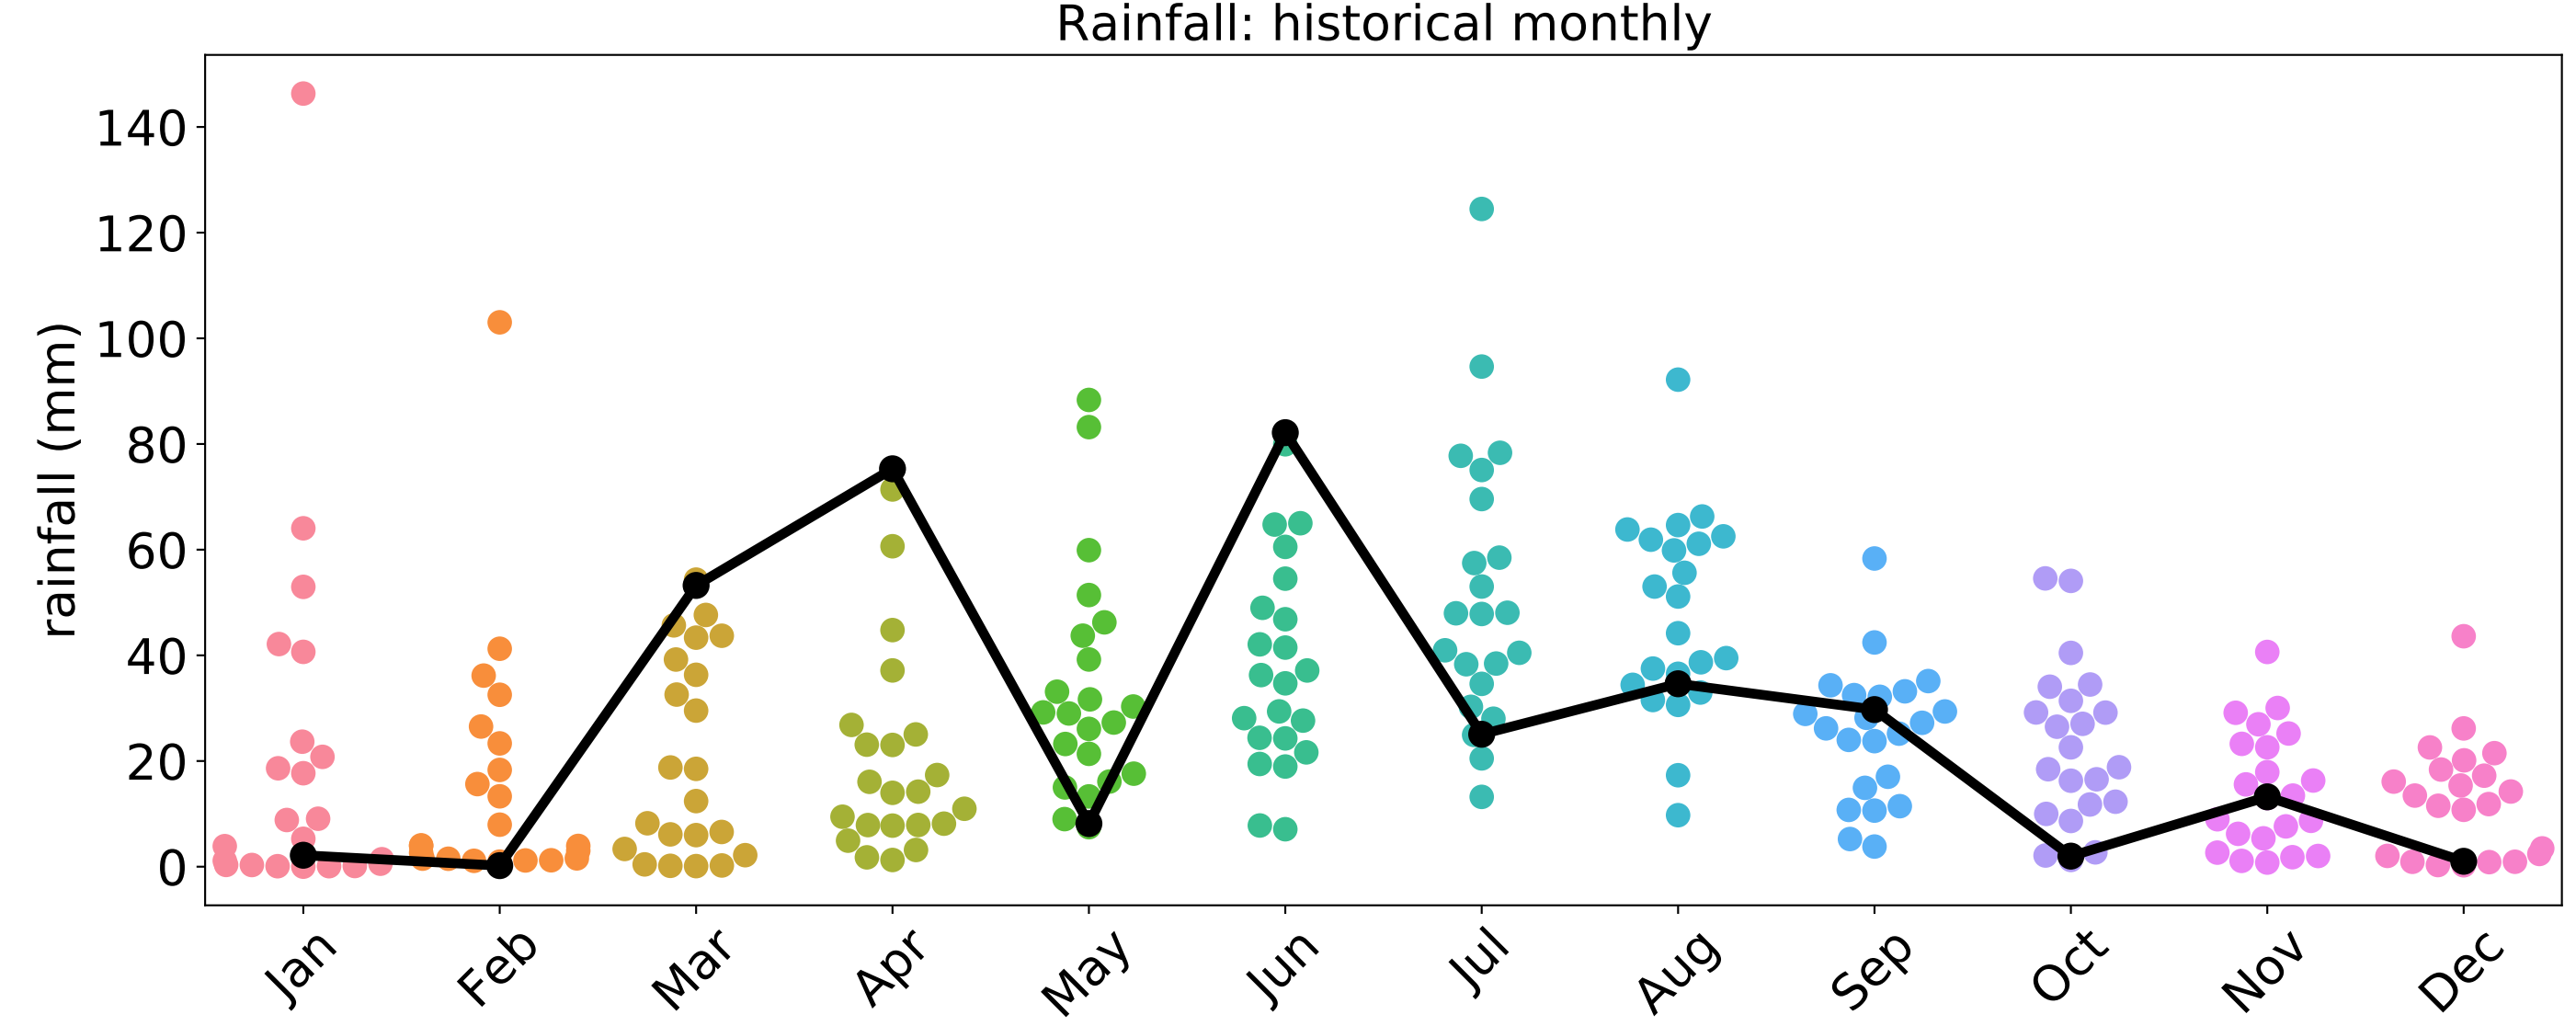 Rainfall: historical monthly
rainfall (mm)
140
120
100
80
60
40
20
0
Jan
Feb
Mar
Apr
May
Jun
Jul
Aug
Sep
Oct
Nov
Dec